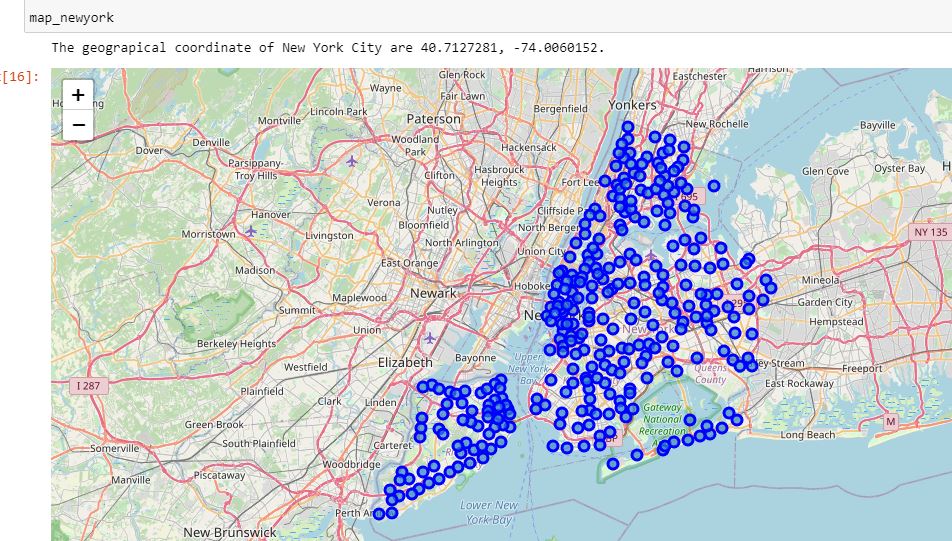 map_newyork
The geograpical coordinate of New York City are 40.7127281, -74.0060152.
[16]:
+
−
Glen Rock
Eastchester
Harrison
Wayne
Fair Lawn
Lincoln Park
Bergenfield
Yonkers
Montville
Paterson
New Rochelle
Bayville
Dover
Denville
Woodland
Park
Hackensack
Parsippany-
Troy Hills
Clifton
Hasbrouck
Heights
Fort Lee
Glen Cove
Oyster Bay
H
Verona
Nutley
Cliffside P
695
Hanover
Bloomfield
North Bergen
Morristown
Livingston
North Arlington
NY 135
Union City
East Orange
Madison
Mineola
Maplewood
Newark
Hoboken
Garden City
Summit
Ne
k
Hempstead
Union
New York
Berkeley Heights
Elizabeth
Bayonne
Upper
New York
Bay
Westfield
Queens
County
ey Stream
Freeport
I 287
East Rockaway
Plainfield
Clark
Linden
Gateway
National
Recreation
M
Green Brook
Long Beach
Somerville
South Plainfield
Carteret
Woodbridge
Manville
Piscataway
Perth Am
Lower New
York Bay
New Brunswick